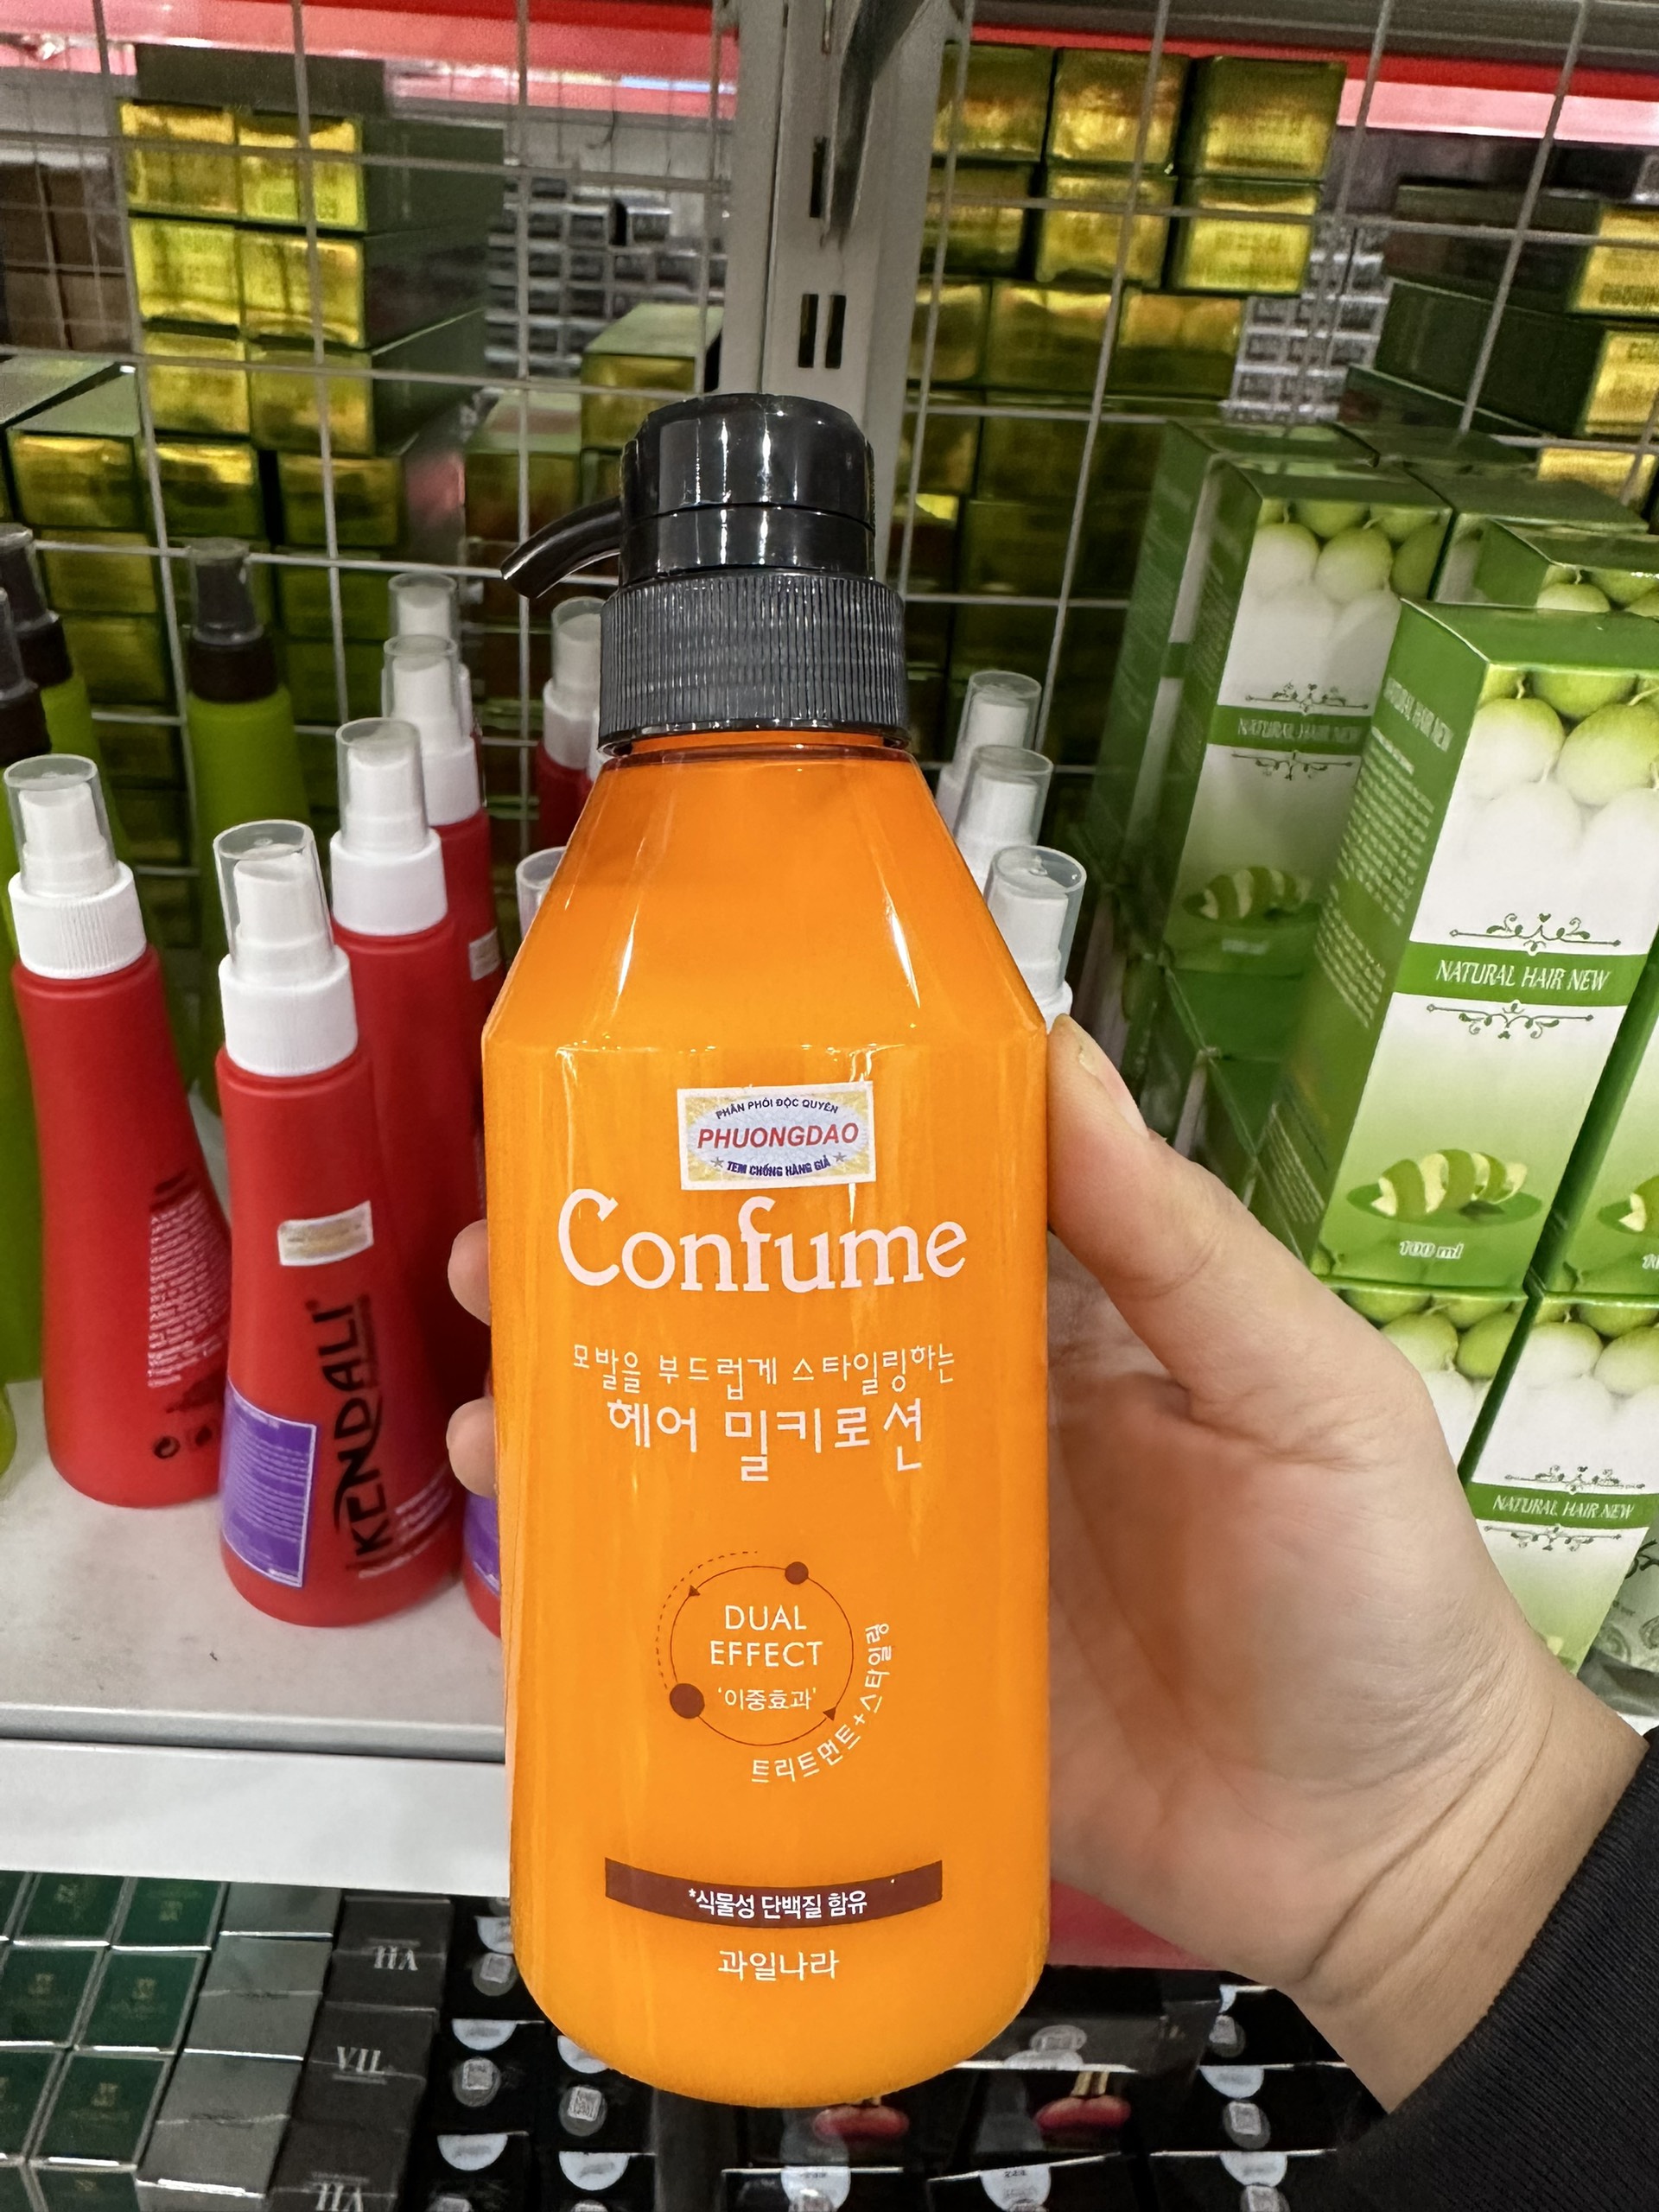 PHÂN PHỐI ĐỘC QUYỀN
PHUONGDAO
TEM CHỐNG HÀNG GIẢ
Confume
모발을 부드럽게 스타일링하는
헤어 밀키로션
DUAL
EFFECT
'이중효과'
트리트먼트+스타일링
*식물성 단백질 함유
과일나라
KENDALI
NATURAL HAIR NEW
NATURAL HAIR NEW
100 ml
NATURAL HAIR NEW
VII
VII
VII